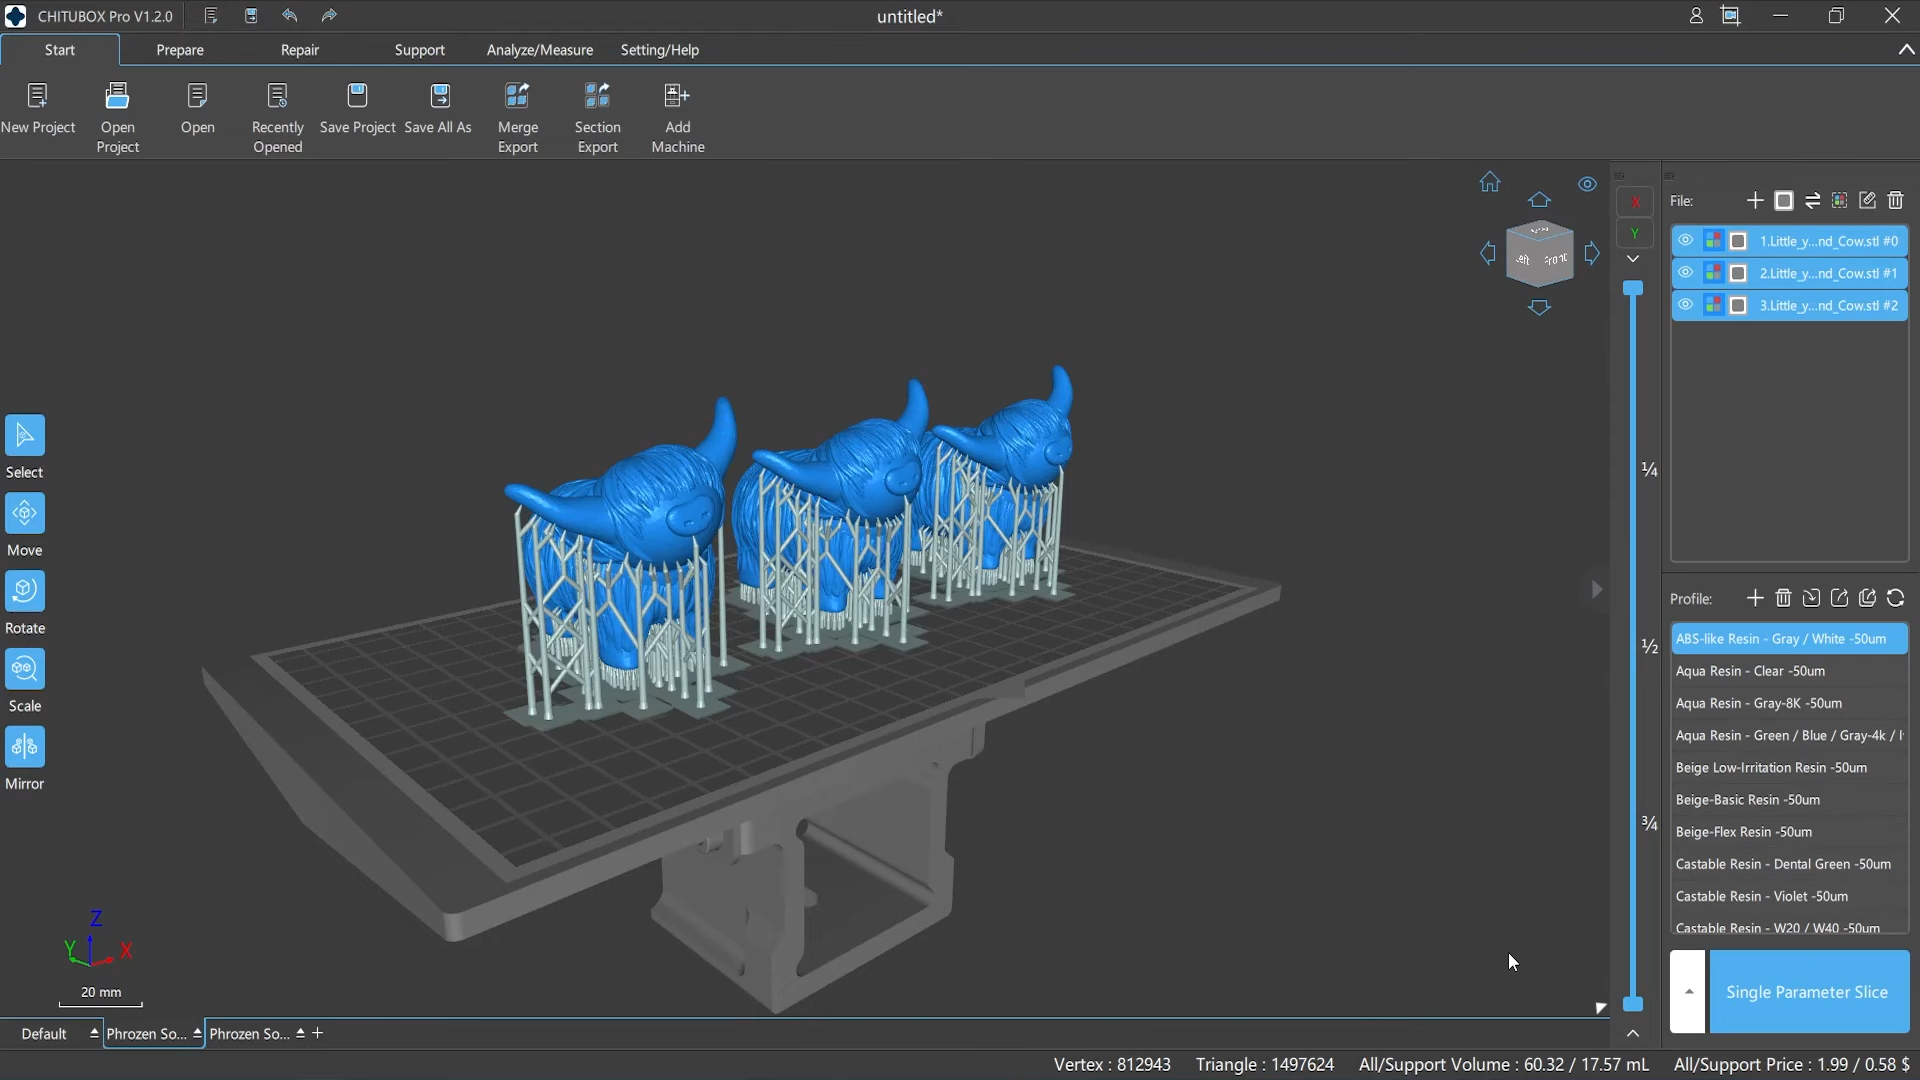 CHITUBOX Pro V1.2.0
untitled*
Start
Prepare
Repair
Support
Analyze/Measure
Setting/Help
New Project
Open Project
Open
Recently Opened
Save Project
Save All As
Merge Export
Section Export
Add Machine
File:
X
Y
1.Little_y...nd_Cow.stl #0
2.Little_y...nd_Cow.stl #1
3.Little_y...nd_Cow.stl #2
Front
Select
Move
Rotate
Scale
Mirror
¼
½
¾
Profile:
ABS-like Resin - Gray / White -50um
Aqua Resin - Clear -50um
Aqua Resin - Gray-8K -50um
Aqua Resin - Green / Blue / Gray-4k /
Beige Low-Irritation Resin -50um
Beige-Basic Resin -50um
Beige-Flex Resin -50um
Castable Resin - Dental Green -50um
Castable Resin - Violet -50um
Castable Resin - W20 / W40 -50um
Z
Y
X
20 mm
Single Parameter Slice
Default
Phrozen So...
Phrozen So...
Vertex : 812943
Triangle : 1497624
All/Support Volume : 60.32 / 17.57 mL
All/Support Price : 1.99 / 0.58 $